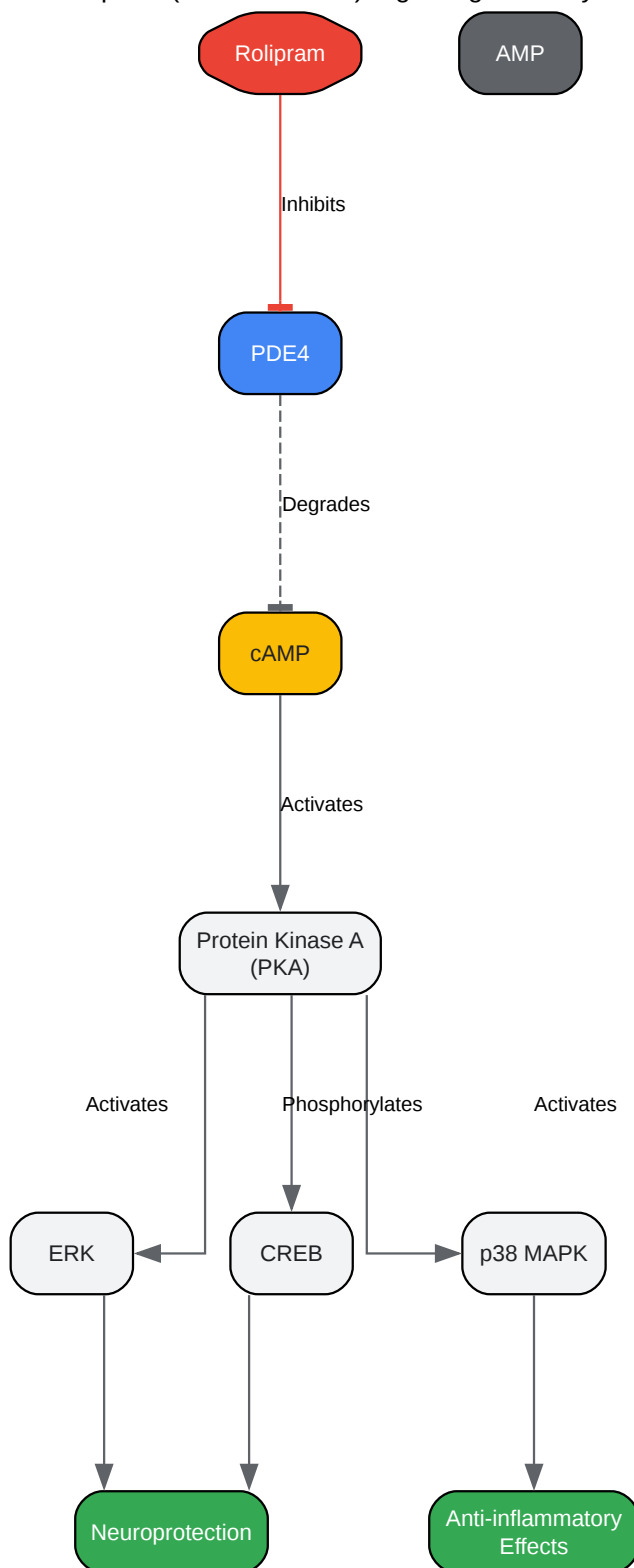 Rolipram
AMP
Inhibits
PDE4
Degrades
cAMP
Activates
Protein Kinase A
(PKA)
Activates
Phosphorylates
Activates
ERK
CREB
p38 MAPK
Neuroprotection
Anti-inflammatory
Effects